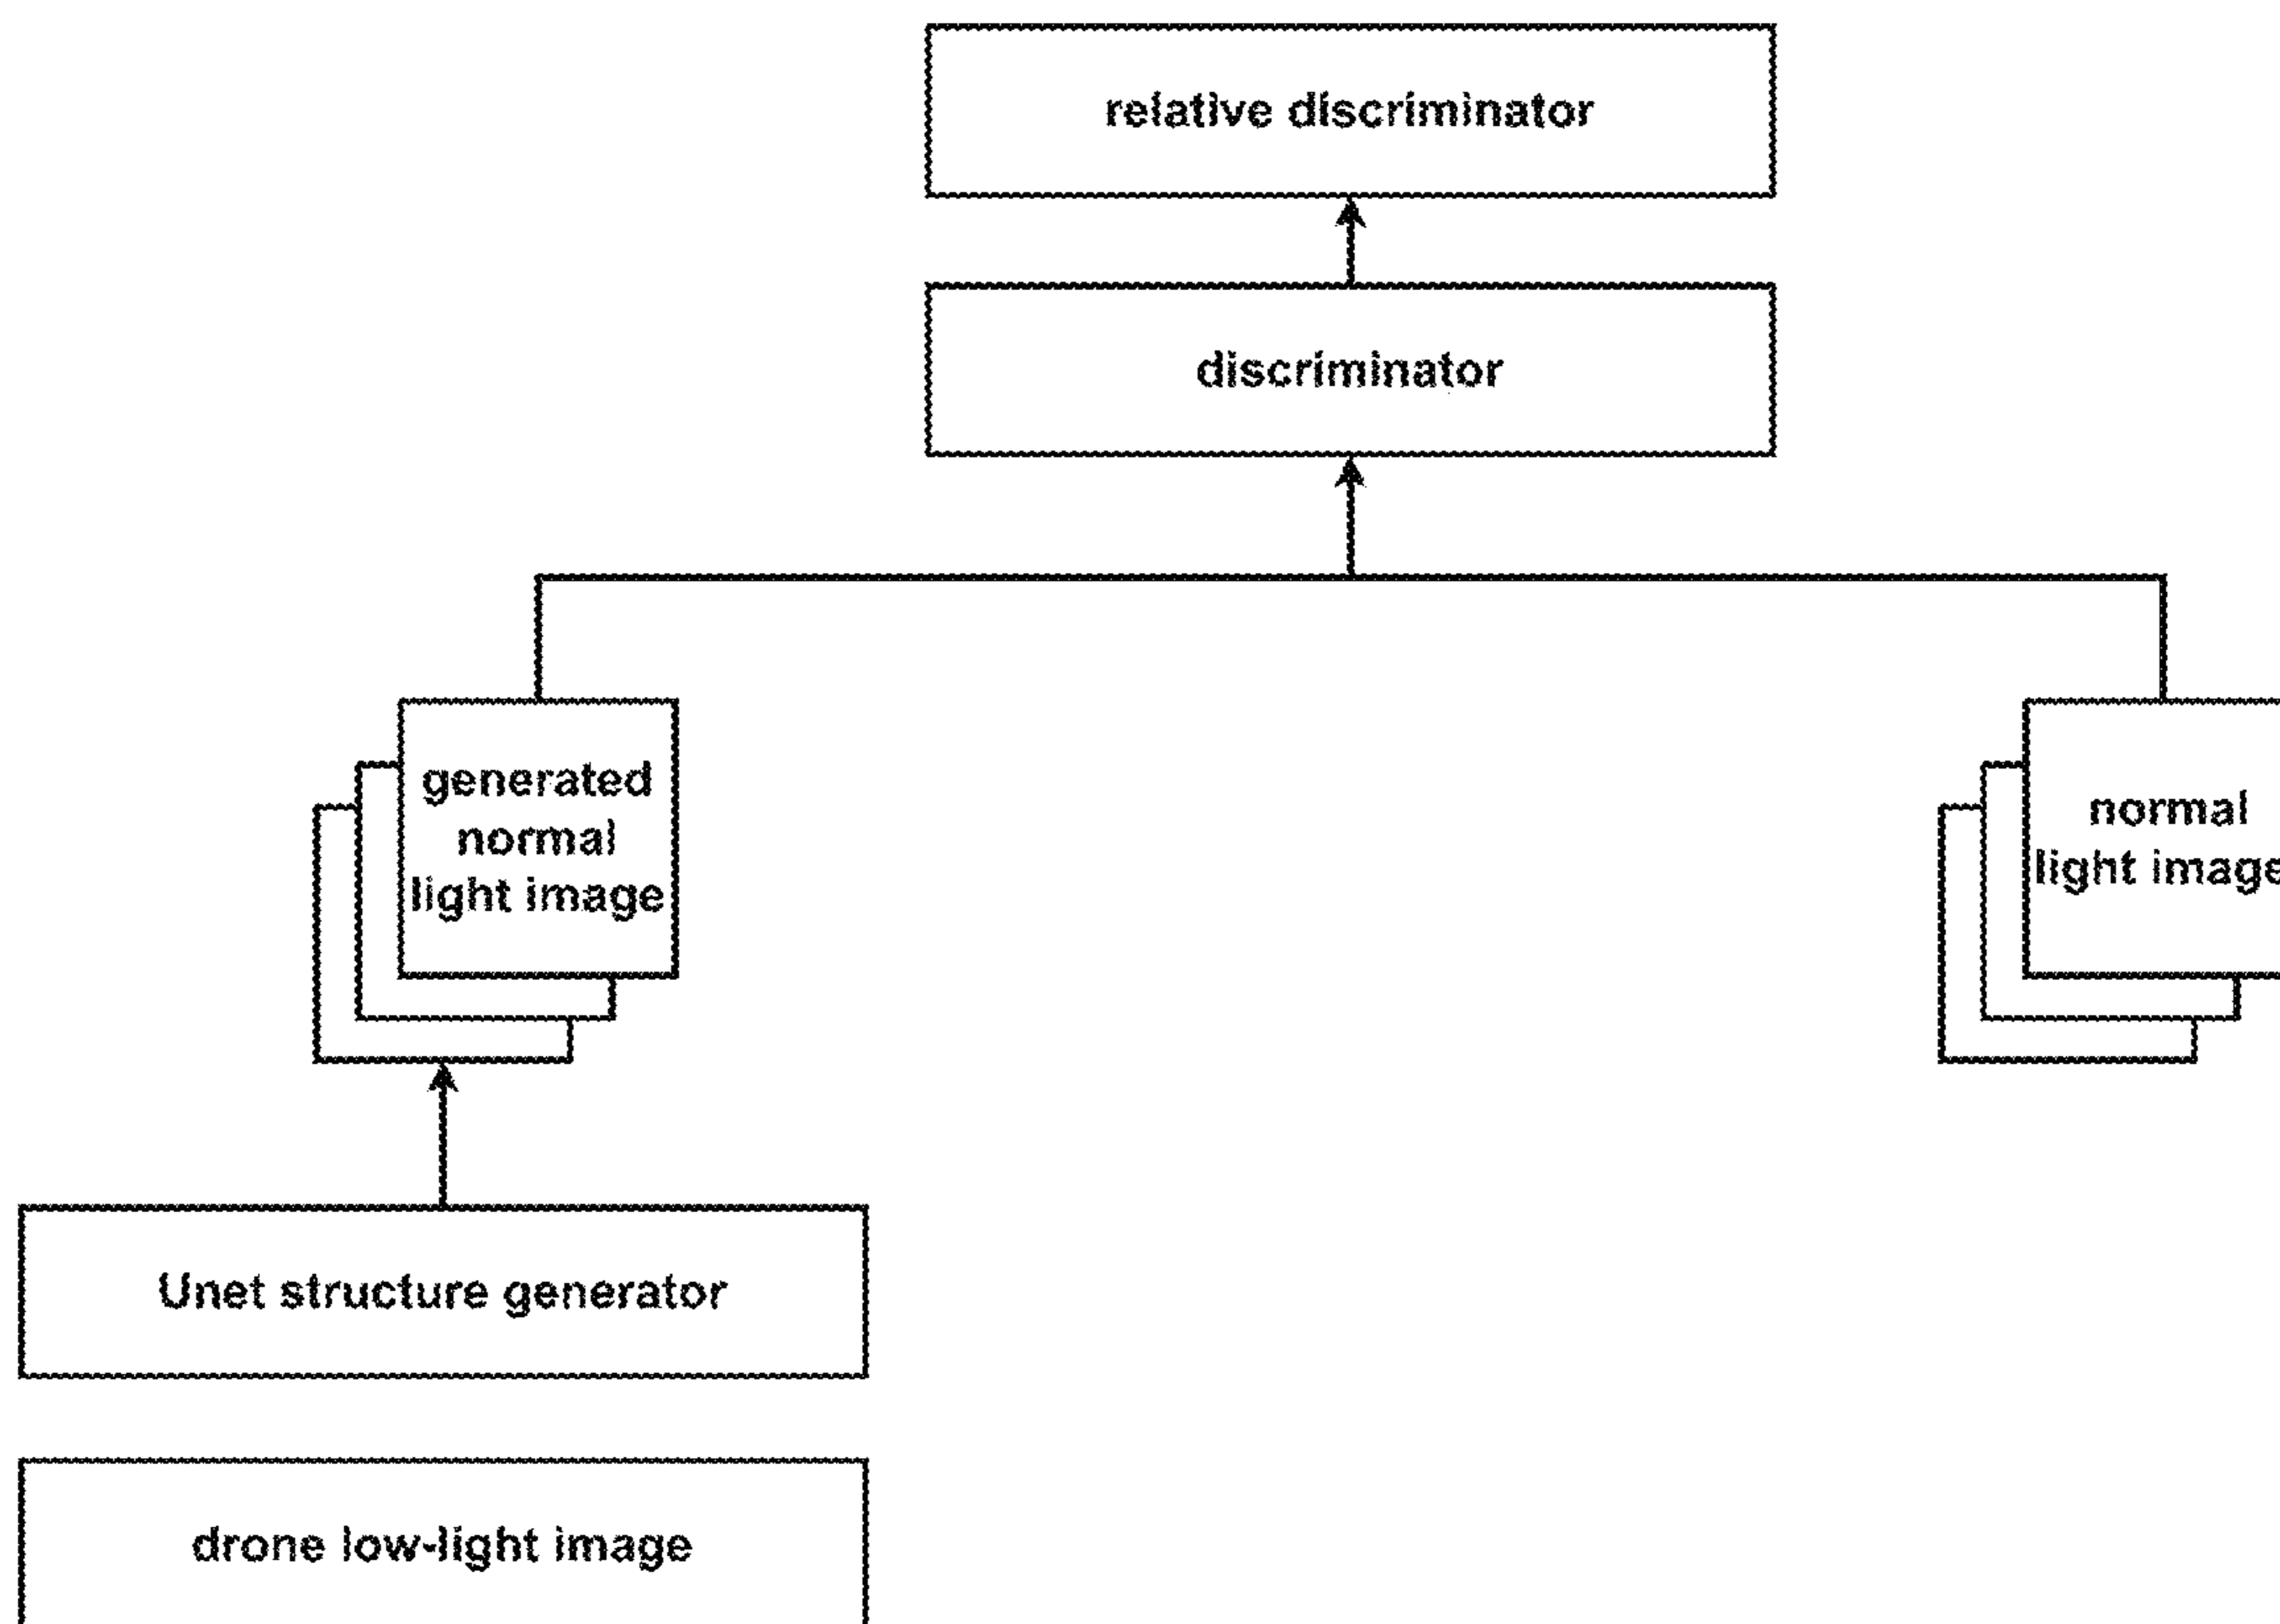 relative discriminator
discriminator
generated
normal
light image
normal
light image
Unet structure generator
drone low-light image